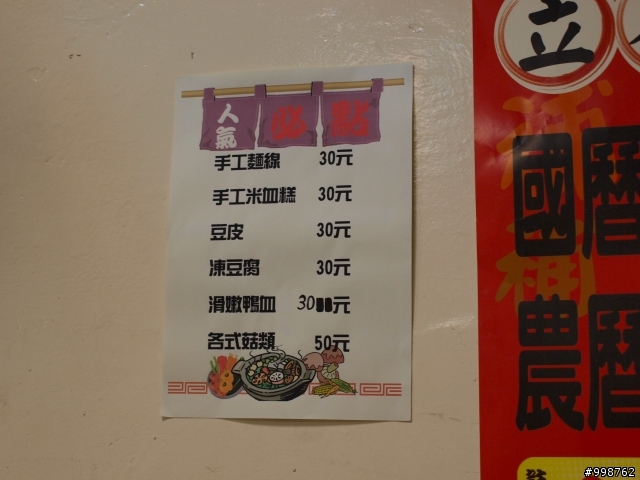 人氣 必點
手工麵線 30元
手工米血糕 30元
豆皮 30元
凍豆腐 30元
滑嫩鴨血 30元
各式菇類 50元
立
補
國曆
農曆
#998762